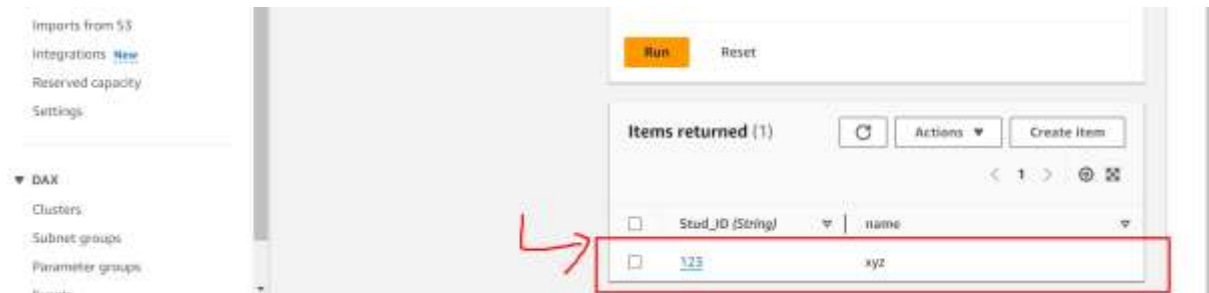 Imports from S3
Integrations New
Reserved capacity
Settings
▼ DAX
Clusters
Subnet groups
Parameter groups
Run Reset
Items returned (1) Actions ▼ Create item
< 1 >
Stud_ID (String) name
123 xyz